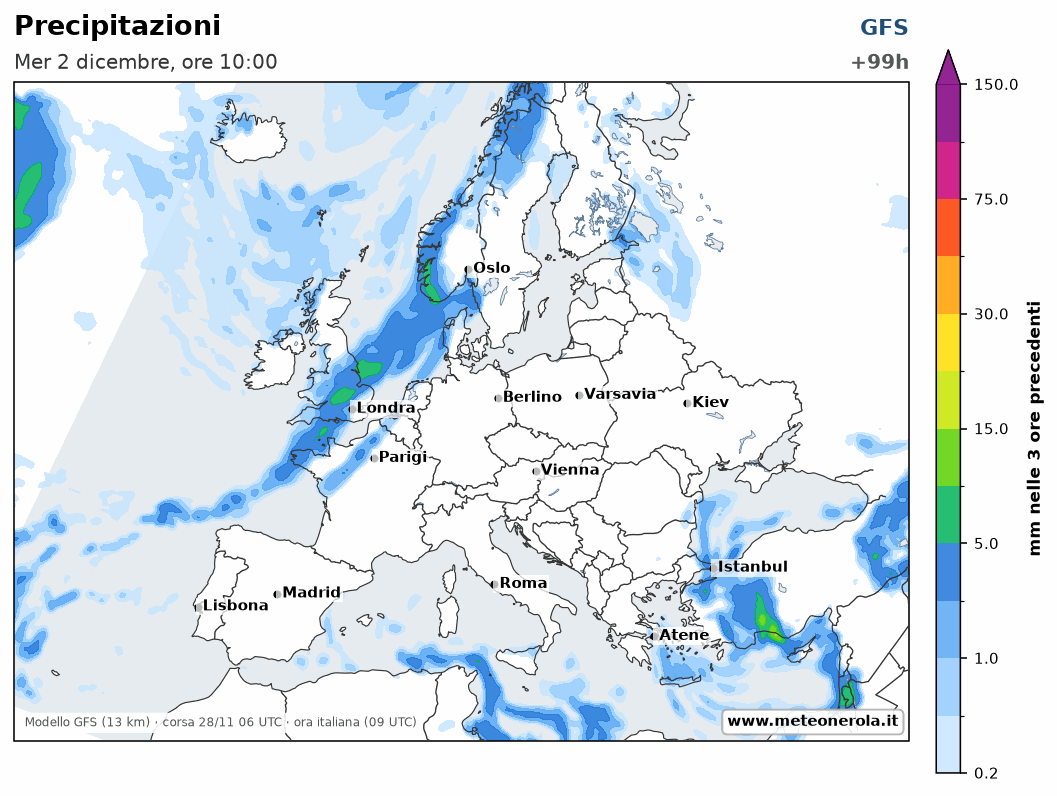 Precipitazioni
GFS
Mer 2 dicembre, ore 10:00
+99h
150.0
75.0
30.0
15.0
5.0
1.0
0.2
mm nelle 3 ore precedenti
Oslo
Berlino
Varsavia
Kiev
Londra
Parigi
Vienna
Istanbul
Roma
Madrid
Lisbona
Atene
Modello GFS (13 km) · corsa 28/11 06 UTC · ora italiana (09 UTC)
www.meteonerola.it